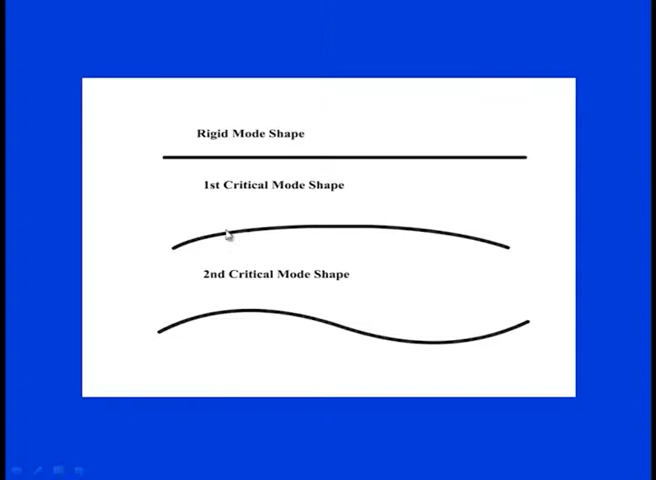 Rigid Mode Shape
1st Critical Mode Shape
2nd Critical Mode Shape